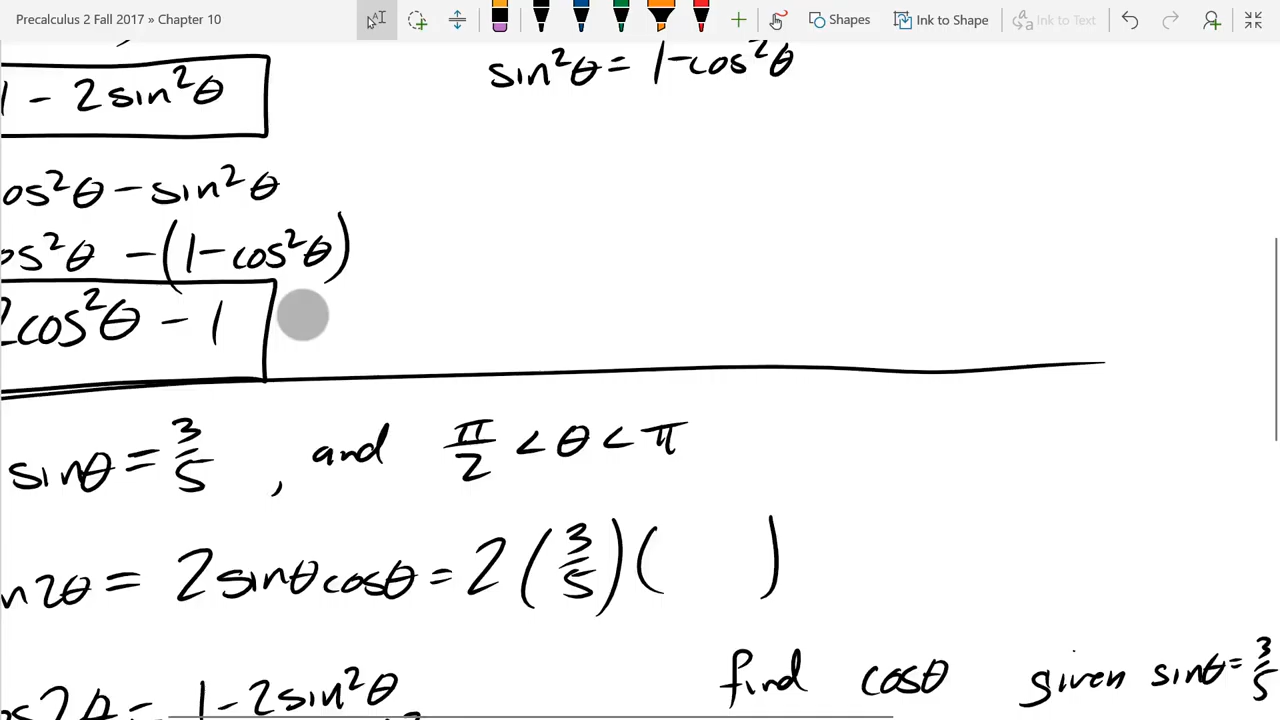 Precalculus 2 Fall 2017 » Chapter 10
Shapes
Ink to Shape
Ink to Text
sin²θ = 1-cos²θ
1 - 2sin²θ
os²θ - sin²θ
os²θ - (1-cos²θ)
2cos²θ - 1
sinθ = 3/5 , and π/2 < θ < π
n2θ = 2sinθcosθ = 2(3/5)( )
find cosθ given sinθ = 3/5
os2θ = 1-2sin²θ